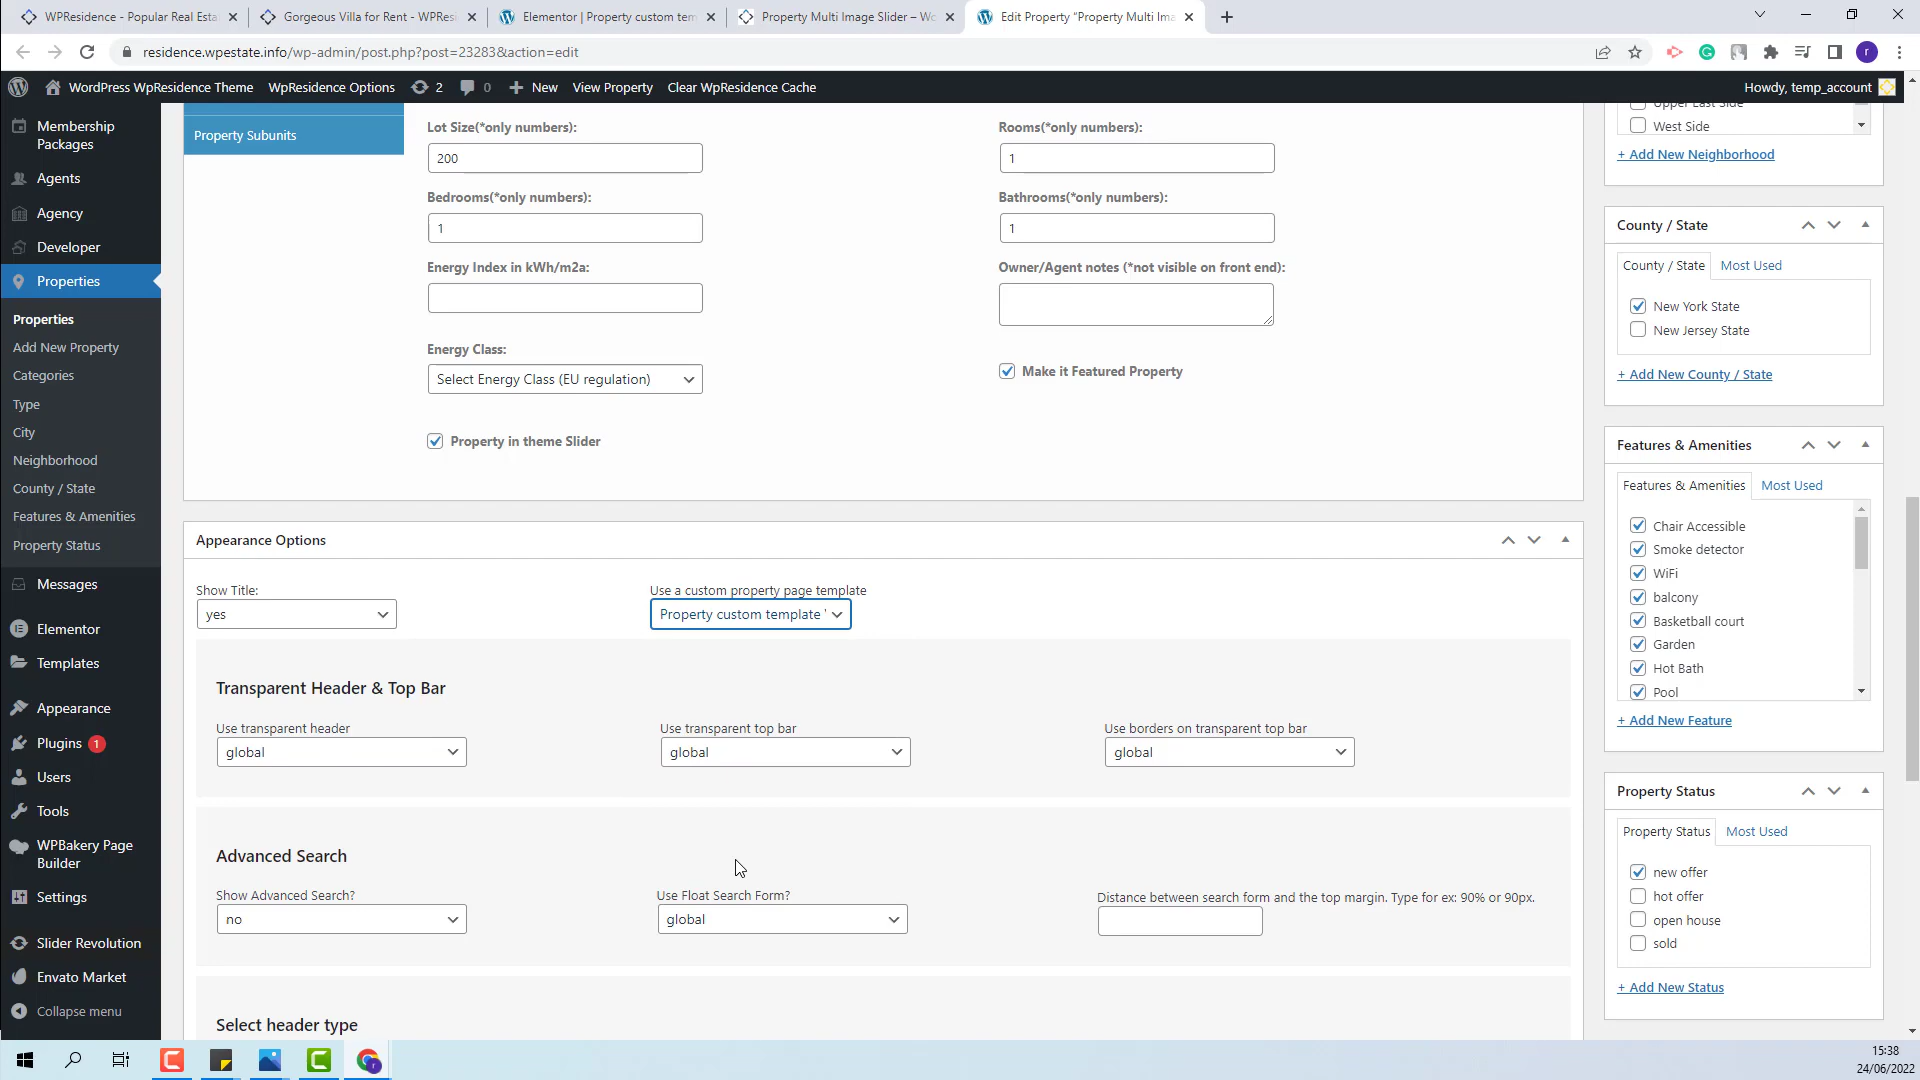 WPResidence - Popular Real Esta
Gorgeous Villa for Rent - WPResi
Elementor | Property custom tem
Property Multi Image Slider – Wo
Edit Property “Property Multi Ima
residence.wpestate.info/wp-admin/post.php?post=23283&action=edit
r
WordPress WpResidence Theme
WpResidence Options
2
0
New
View Property
Clear WpResidence Cache
Howdy, temp_account
Membership
Packages
Agents
Agency
Developer
Properties
Properties
Add New Property
Categories
Type
City
Neighborhood
County / State
Features & Amenities
Property Status
Messages
Elementor
Templates
Appearance
Plugins 1
Users
Tools
WPBakery Page
Builder
Settings
Slider Revolution
Envato Market
Collapse menu
Property Subunits
Lot Size(*only numbers):
200
Rooms(*only numbers):
1
Bedrooms(*only numbers):
1
Bathrooms(*only numbers):
1
Energy Index in kWh/m2a:
Owner/Agent notes (*not visible on front end):
Energy Class:
Select Energy Class (EU regulation)
Make it Featured Property
Property in theme Slider
Appearance Options
Show Title:
yes
Use a custom property page template
Property custom template '
Transparent Header & Top Bar
Use transparent header
global
Use transparent top bar
global
Use borders on transparent top bar
global
Advanced Search
Show Advanced Search?
no
Use Float Search Form?
global
Distance between search form and the top margin. Type for ex: 90% or 90px.
Select header type
Upper East Side
West Side
+ Add New Neighborhood
County / State
County / State
Most Used
New York State
New Jersey State
+ Add New County / State
Features & Amenities
Features & Amenities
Most Used
Chair Accessible
Smoke detector
WiFi
balcony
Basketball court
Garden
Hot Bath
Pool
+ Add New Feature
Property Status
Property Status
Most Used
new offer
hot offer
open house
sold
+ Add New Status
15:38
24/06/2022